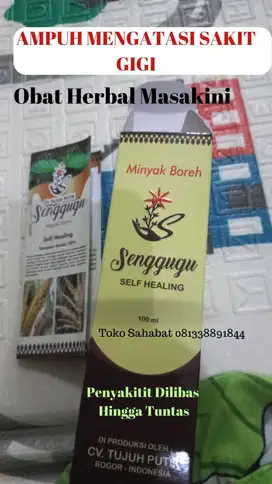 AMPUH MENGATASI SAKIT
GIGI
Obat Herbal Masakini
Minyak Boreh
Senggugu
SELF HEALING
Senggugu
Self Healing
Toko Sahabat 081338891844
100 ml
Penyakitit Dilibas
Hingga Tuntas
DI PRODUKSI OLEH
CV. TUJUH PUT
BOGOR - INDONESIA